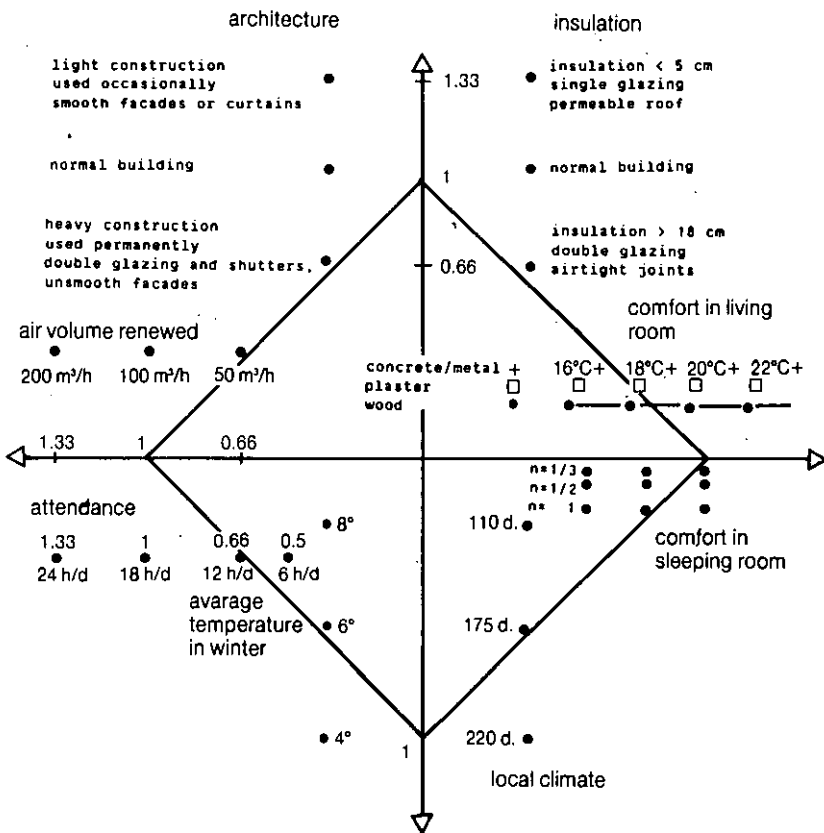 architecture
insulation
light construction
used occasionally
smooth facades or curtains
1.33
insulation < 5 cm
single glazing
permeable roof
normal building
1
normal building
heavy construction
used permanently
double glazing and shutters,
unsmooth facades
0.66
insulation > 18 cm
double glazing
airtight joints
comfort in living
room
air volume renewed
200 m³/h 100 m³/h 50 m³/h
concrete/metal + 16°C+ 18°C+ 20°C+ 22°C+
plaster
wood
1.33 1 0.66
n=1/3
n=1/2
n= 1
attendance
1.33 1 0.66 0.5
24 h/d 18 h/d 12 h/d 6 h/d
8°
110 d.
comfort in
sleeping room
avarage
temperature
in winter
6°
175 d.
4°
1
220 d.
local climate